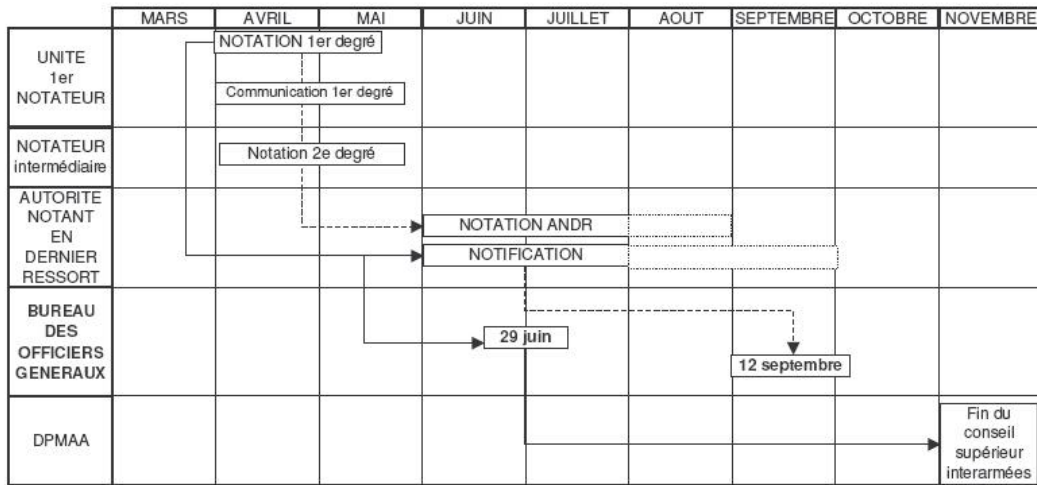 MARS AVRIL MAI JUIN JUILLET AOUT SEPTEMBRE OCTOBRE NOVEMBRE
UNITE
1er
NOTATEUR
NOTATION 1er degré
Communication 1er degré
NOTATEUR
intermédiaire
Notation 2e degré
AUTORITE
NOTANT
EN
DERNIER
RESSORT
NOTATION ANDR
NOTIFICATION
BUREAU
DES
OFFICIERS
GENERAUX
29 juin
12 septembre
DPMAA
Fin du
conseil
supérieur
interarmées